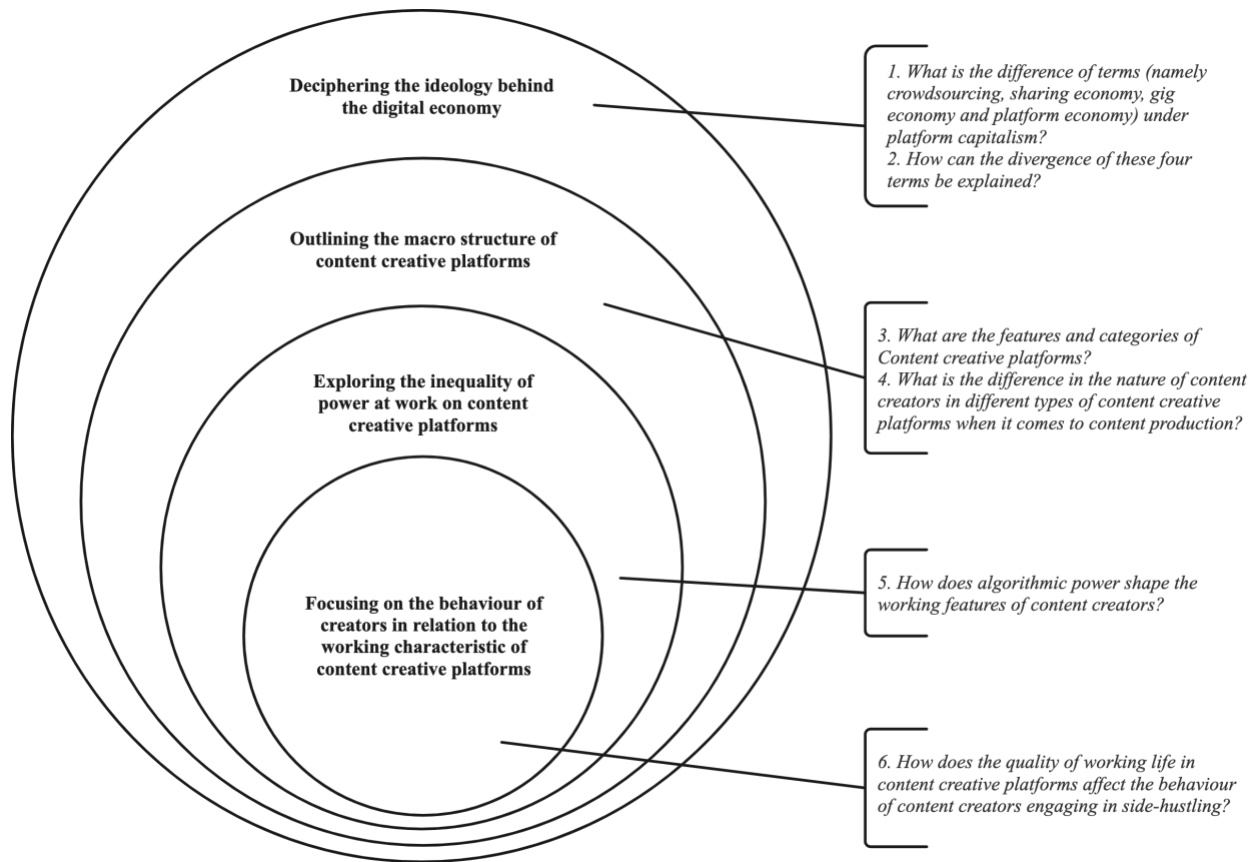 Deciphering the ideology behind
the digital economy
1. What is the difference of terms (namely
crowdsourcing, sharing economy, gig
economy and platform economy) under
platform capitalism?
2. How can the divergence of these four
terms be explained?
Outlining the macro structure of
content creative platforms
3. What are the features and categories of
Content creative platforms?
4. What is the difference in the nature of content
creators in different types of content creative
platforms when it comes to content production?
Exploring the inequality of
power at work on content
creative platforms
5. How does algorithmic power shape the
working features of content creators?
Focusing on the behaviour of
creators in relation to the
working characteristic of
content creative platforms
6. How does the quality of working life in
content creative platforms affect the behaviour
of content creators engaging in side-hustling?